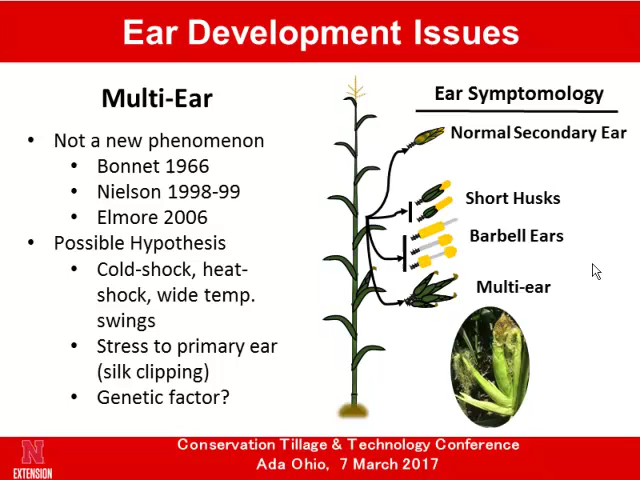 Ear Development Issues
Multi-Ear
• Not a new phenomenon
• Bonnet 1966
• Nielson 1998-99
• Elmore 2006
• Possible Hypothesis
• Cold-shock, heat-
shock, wide temp.
swings
• Stress to primary ear
(silk clipping)
• Genetic factor?
Ear Symptomology
Normal Secondary Ear
Short Husks
Barbell Ears
Multi-ear
N
EXTENSION
Conservation Tillage & Technology Conference
Ada Ohio, 7 March 2017